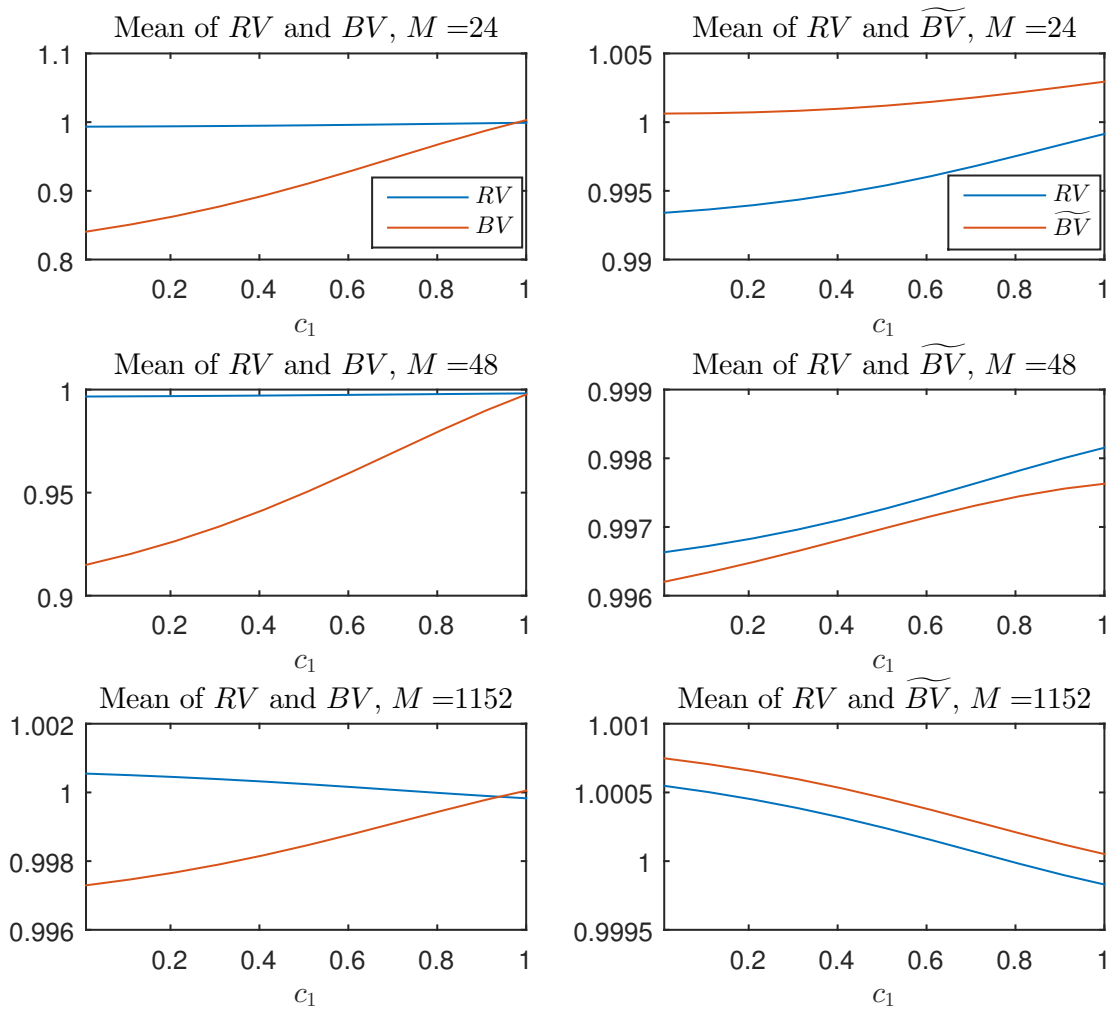 Mean of RV and BV, M =24
1.1
1
0.9
0.8
0.2 0.4 0.6 0.8 1
c₁
RV
BV
Mean of RV and B͠V, M =24
1.005
1
0.995
0.99
0.2 0.4 0.6 0.8 1
c₁
RV
B͠V
Mean of RV and BV, M =48
1
0.95
0.9
0.2 0.4 0.6 0.8 1
c₁
Mean of RV and B͠V, M =48
0.999
0.998
0.997
0.996
0.2 0.4 0.6 0.8 1
c₁
Mean of RV and BV, M =1152
1.002
1
0.998
0.996
0.2 0.4 0.6 0.8 1
c₁
Mean of RV and B͠V, M =1152
1.001
1.0005
1
0.9995
0.2 0.4 0.6 0.8 1
c₁